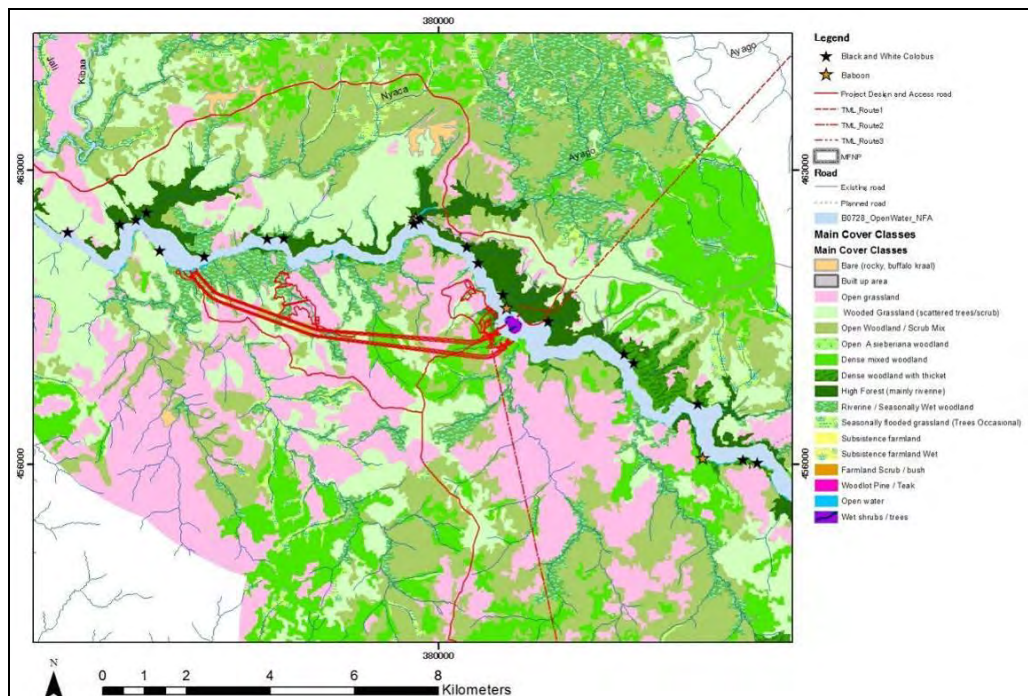 380000
Jali
Kibaa
Nyaca
Ayago
Ayago
463000
463000
456000
456000
380000
N
0 1 2 4 6 8
Kilometers
Legend
Black and White Colobus
Baboon
Project Design and Access road
TML_Route1
TML_Route2
TML_Route3
MFNP
Road
Existing road
Planned road
B0728_OpenWater_NFA
Main Cover Classes
Main Cover Classes
Bare (rocky, buffalo kraal)
Built up area
Open grassland
Wooded Grassland (scattered trees/scrub)
Open Woodland / Scrub Mix
Open A sieberiana woodland
Dense mixed woodland
Dense woodland with thicket
High Forest (mainly riverine)
Riverine / Seasonally Wet woodland
Seasonally flooded grassland (Trees Occasional)
Subsistence farmland
Subsistence farmland Wet
Farmland Scrub / bush
Woodlot Pine / Teak
Open water
Wet shrubs / trees